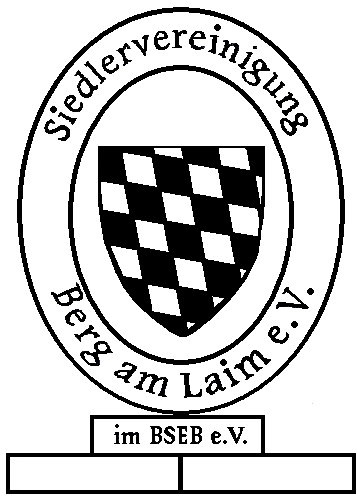 Siedlervereinigung
Berg am Laim e.V.
im BSEB e.V.